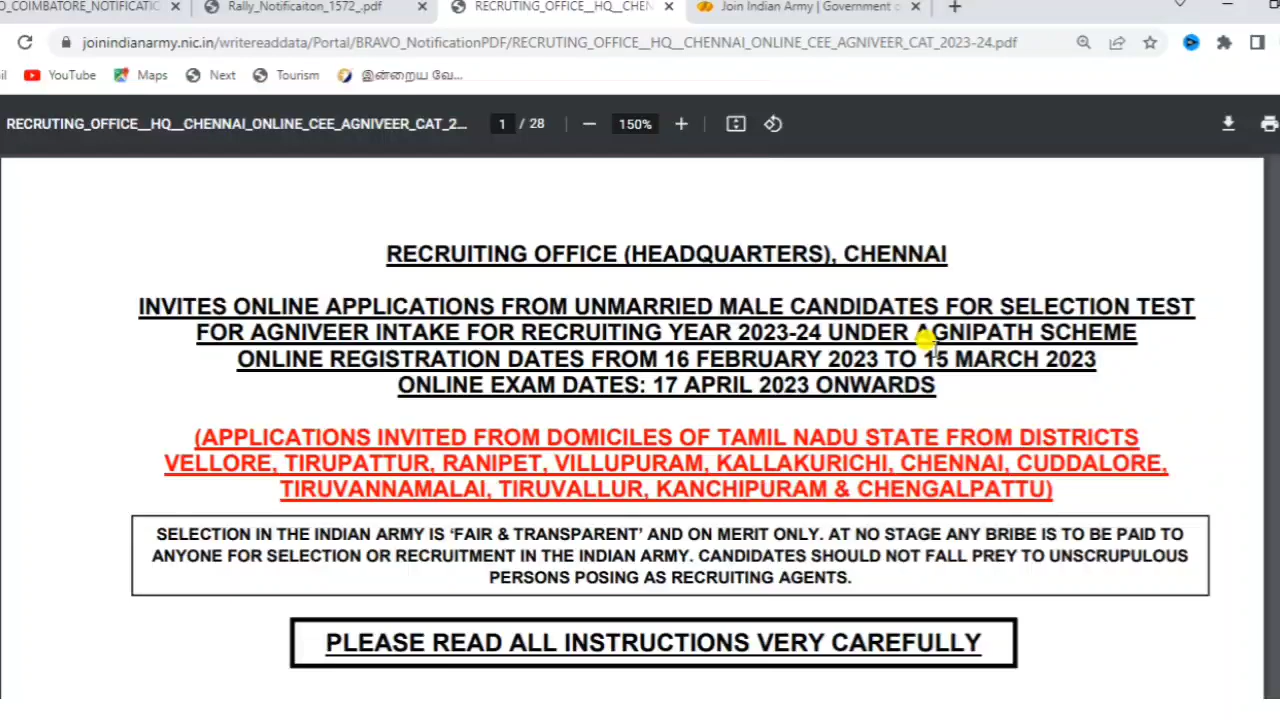 O_COIMBATORE_NOTIFICATIC
Rally_Notificaiton_1572_.pdf
RECRUTING_OFFICE__HQ__CHEN
Join Indian Army | Government o
joinindianarmy.nic.in/writereaddata/Portal/BRAVO_NotificationPDF/RECRUTING_OFFICE__HQ__CHENNAI_ONLINE_CEE_AGNIVEER_CAT_2023-24.pdf
il YouTube Maps Next Tourism இன்றைய வே...
RECRUTING_OFFICE__HQ__CHENNAI_ONLINE_CEE_AGNIVEER_CAT_2... 1 / 28 150%
RECRUITING OFFICE (HEADQUARTERS), CHENNAI
INVITES ONLINE APPLICATIONS FROM UNMARRIED MALE CANDIDATES FOR SELECTION TEST
FOR AGNIVEER INTAKE FOR RECRUITING YEAR 2023-24 UNDER AGNIPATH SCHEME
ONLINE REGISTRATION DATES FROM 16 FEBRUARY 2023 TO 15 MARCH 2023
ONLINE EXAM DATES: 17 APRIL 2023 ONWARDS
(APPLICATIONS INVITED FROM DOMICILES OF TAMIL NADU STATE FROM DISTRICTS
VELLORE, TIRUPATTUR, RANIPET, VILLUPURAM, KALLAKURICHI, CHENNAI, CUDDALORE,
TIRUVANNAMALAI, TIRUVALLUR, KANCHIPURAM & CHENGALPATTU)
SELECTION IN THE INDIAN ARMY IS ‘FAIR & TRANSPARENT’ AND ON MERIT ONLY. AT NO STAGE ANY BRIBE IS TO BE PAID TO
ANYONE FOR SELECTION OR RECRUITMENT IN THE INDIAN ARMY. CANDIDATES SHOULD NOT FALL PREY TO UNSCRUPULOUS
PERSONS POSING AS RECRUITING AGENTS.
PLEASE READ ALL INSTRUCTIONS VERY CAREFULLY